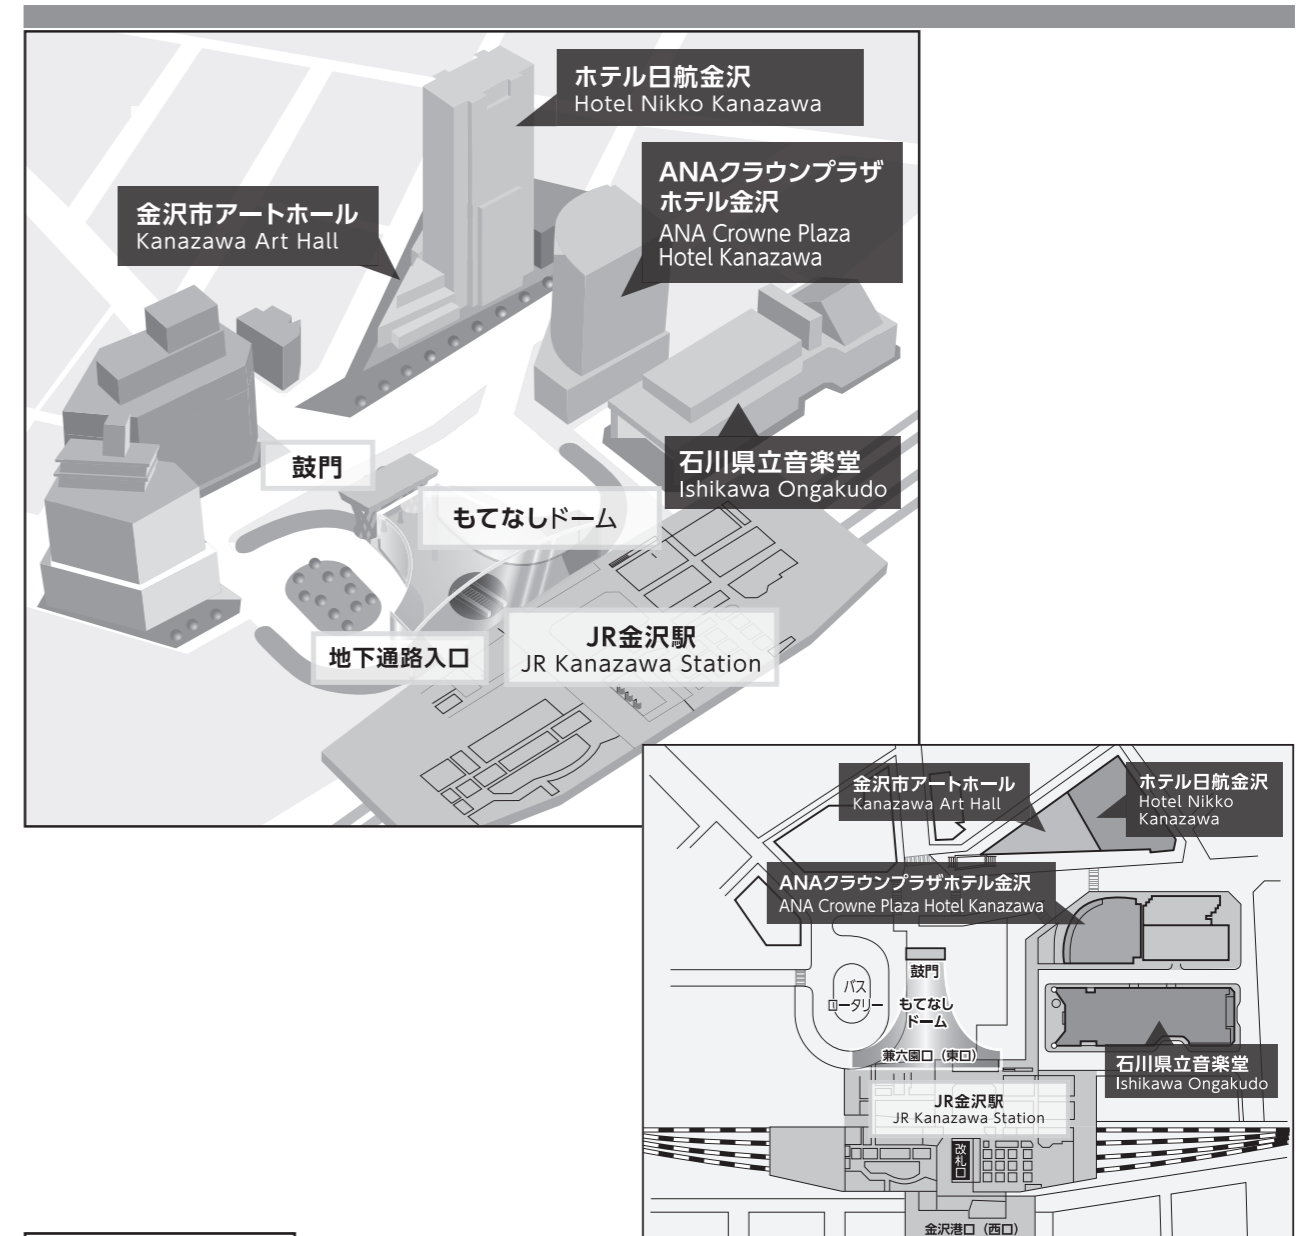 ホテル日航金沢
Hotel Nikko Kanazawa
ANAクラウンプラザ
ホテル金沢
ANA Crowne Plaza
Hotel Kanazawa
金沢市アートホール
Kanazawa Art Hall
鼓門
石川県立音楽堂
Ishikawa Ongakudo
もてなしドーム
JR金沢駅
JR Kanazawa Station
地下通路入口
金沢市アートホール
Kanazawa Art Hall
ホテル日航金沢
Hotel Nikko
Kanazawa
ANAクラウンプラザホテル金沢
ANA Crowne Plaza Hotel Kanazawa
鼓門
バス
ロータリー
もてなし
ドーム
兼六園口（東口）
石川県立音楽堂
Ishikawa Ongakudo
JR金沢駅
JR Kanazawa Station
改札口
金沢港口（西口）